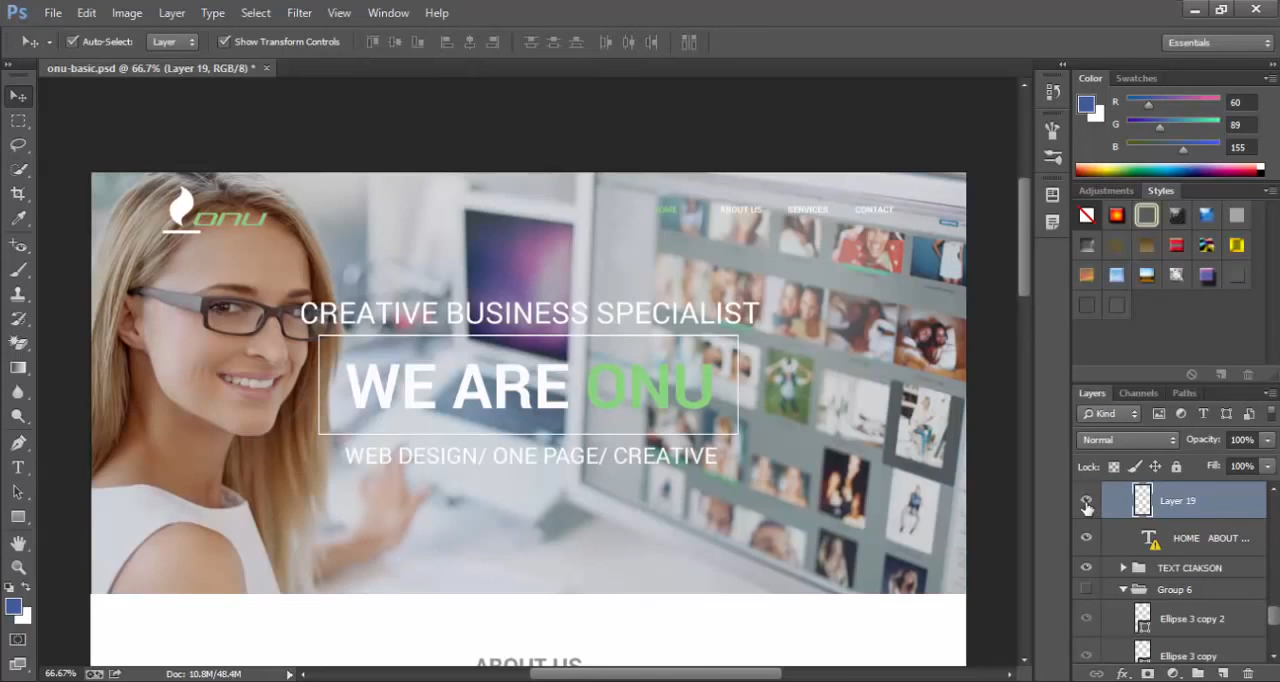 Ps File Edit Image Layer Type Select Filter View Window Help
Auto-Select: Layer Show Transform Controls Essentials
onu-basic.psd @ 66.7% (Layer 19, RGB/8) *
Color Swatches
R 60
G 89
B 155
Adjustments Styles
onu
HOME ABOUT US SERVICES CONTACT
CREATIVE BUSINESS SPECIALIST
WE ARE ONU
WEB DESIGN/ ONE PAGE/ CREATIVE
ABOUT US
Layers Channels Paths
Kind
Normal Opacity: 100%
Lock: Fill: 100%
Layer 19
T HOME ABOUT ...
TEXT CIAKSON
Group 6
Ellipse 3 copy 2
Ellipse 3 copy
66.67% Doc: 10.8M/48.4M